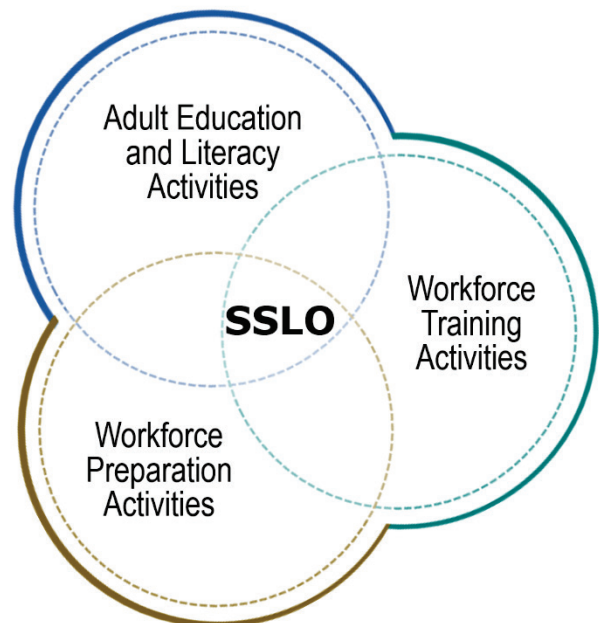 Adult Education
and Literacy
Activities
SSLO
Workforce
Training
Activities
Workforce
Preparation
Activities